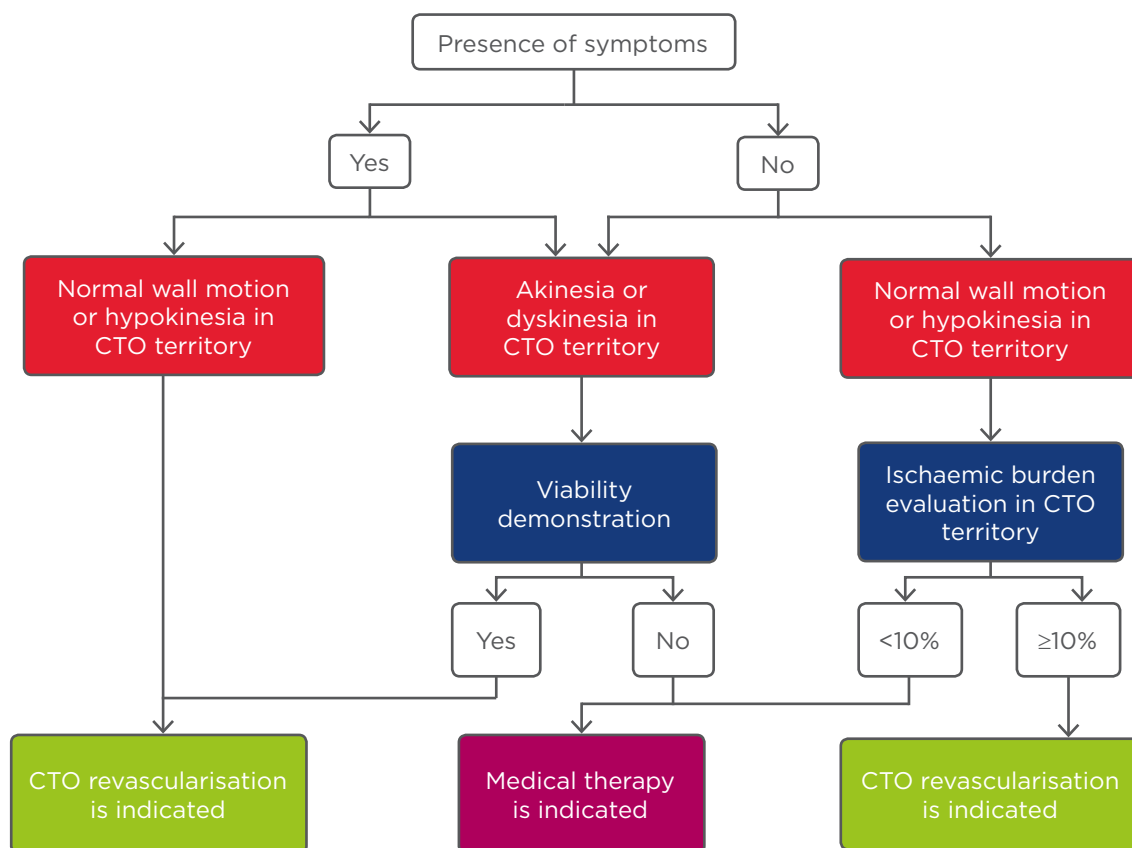 Presence of symptoms
Yes
No
Normal wall motion
or hypokinesia in
CTO territory
Akinesia or
dyskinesia in
CTO territory
Normal wall motion
or hypokinesia in
CTO territory
Viability
demonstration
Ischaemic burden
evaluation in CTO
territory
Yes
No
<10%
≥10%
CTO revascularisation
is indicated
Medical therapy
is indicated
CTO revascularisation
is indicated